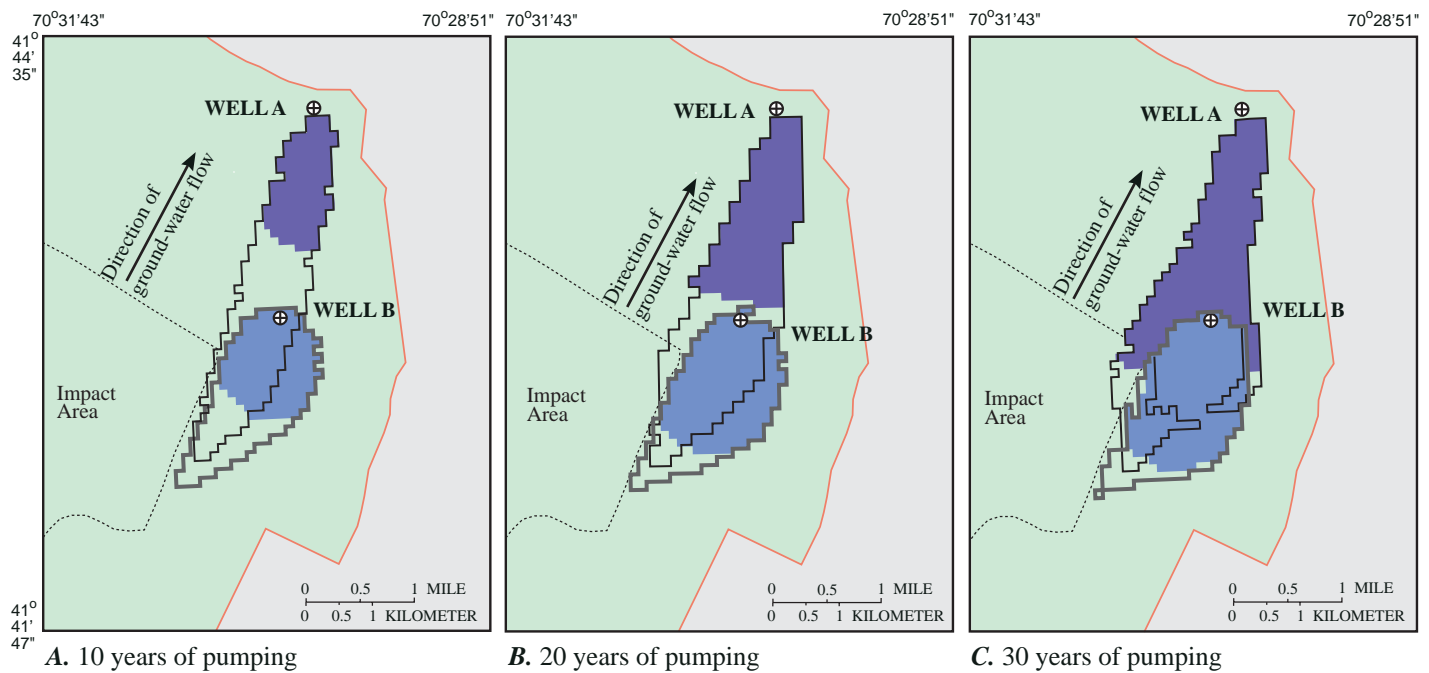 70°31'43"
70°28'51"
70°31'43"
70°28'51"
70°31'43"
70°28'51"
41°
44'
35"
WELL A
Direction of
ground-water flow
WELL B
Impact
Area
0 0.5 1 MILE
0 0.5 1 KILOMETER
41°
41'
47"
A. 10 years of pumping
WELL A
Direction of
ground-water flow
WELL B
Impact
Area
0 0.5 1 MILE
0 0.5 1 KILOMETER
B. 20 years of pumping
WELL A
Direction of
ground-water flow
WELL B
Impact
Area
0 0.5 1 MILE
0 0.5 1 KILOMETER
C. 30 years of pumping